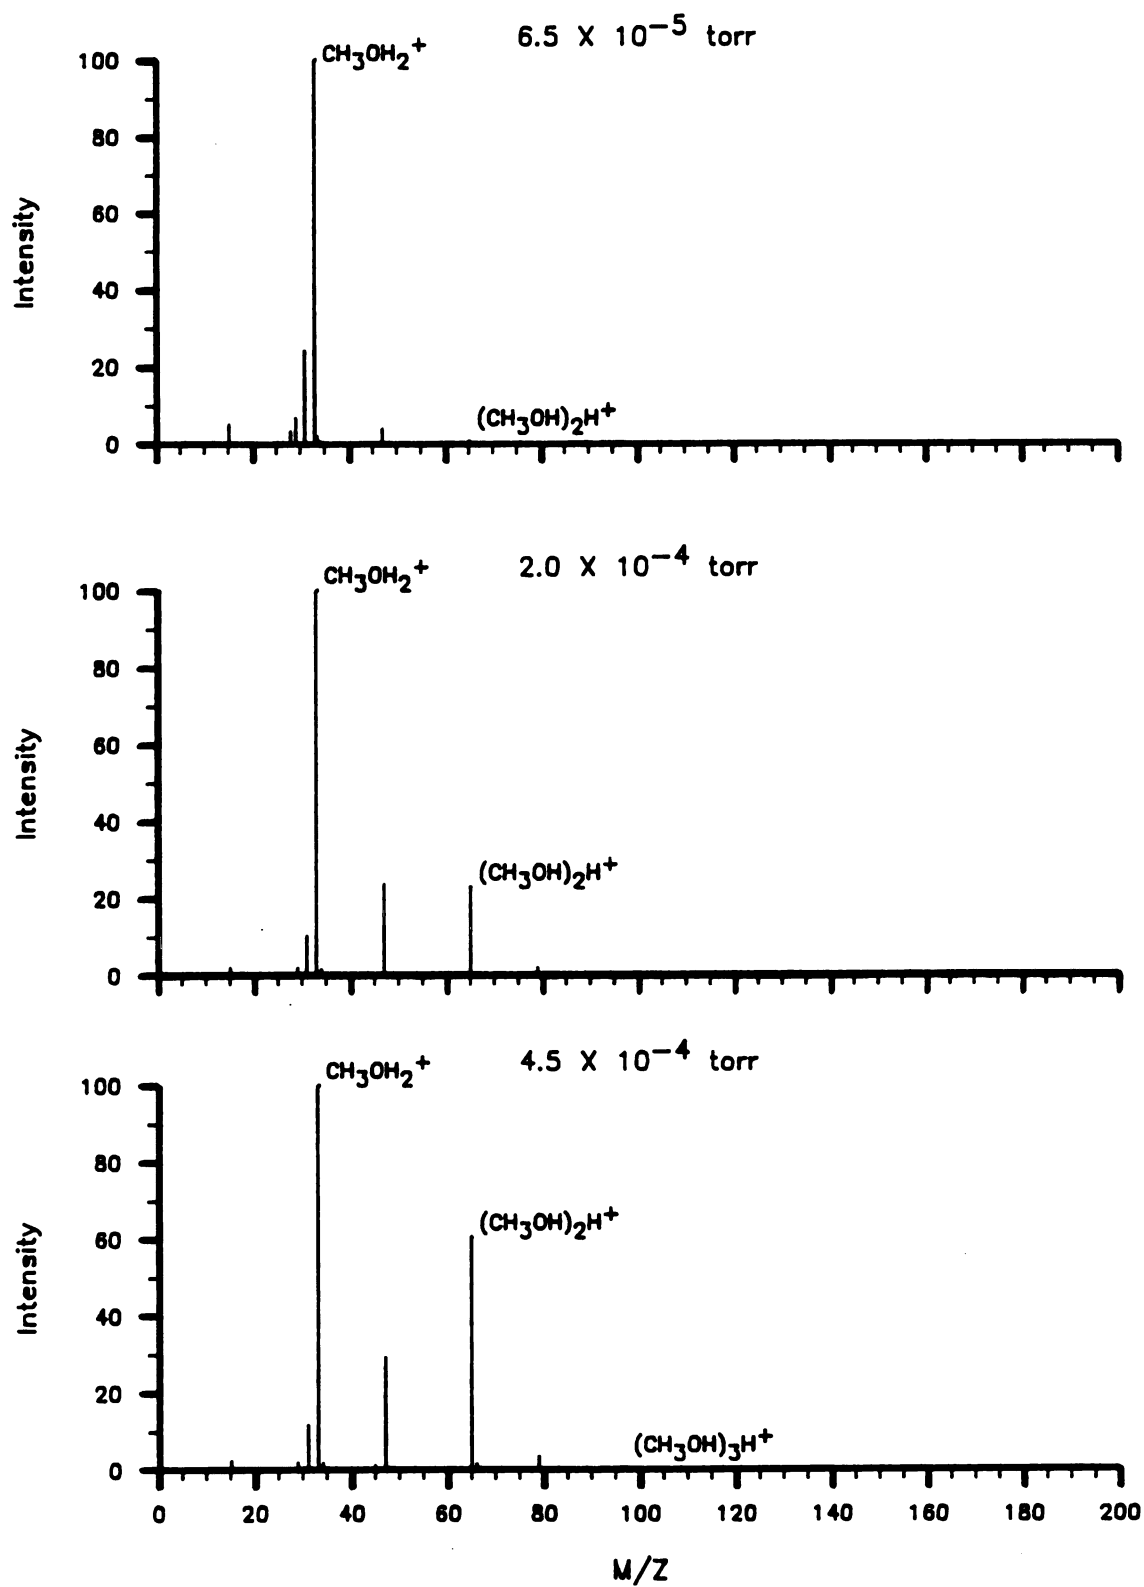 6.5 X 10⁻⁵ torr
CH₃OH₂⁺
100
80
60
40
20
0
Intensity
(CH₃OH)₂H⁺
2.0 X 10⁻⁴ torr
CH₃OH₂⁺
100
80
60
40
20
0
Intensity
(CH₃OH)₂H⁺
4.5 X 10⁻⁴ torr
CH₃OH₂⁺
100
80
60
40
20
0
Intensity
(CH₃OH)₂H⁺
(CH₃OH)₃H⁺
0 20 40 60 80 100 120 140 160 180 200
M/Z